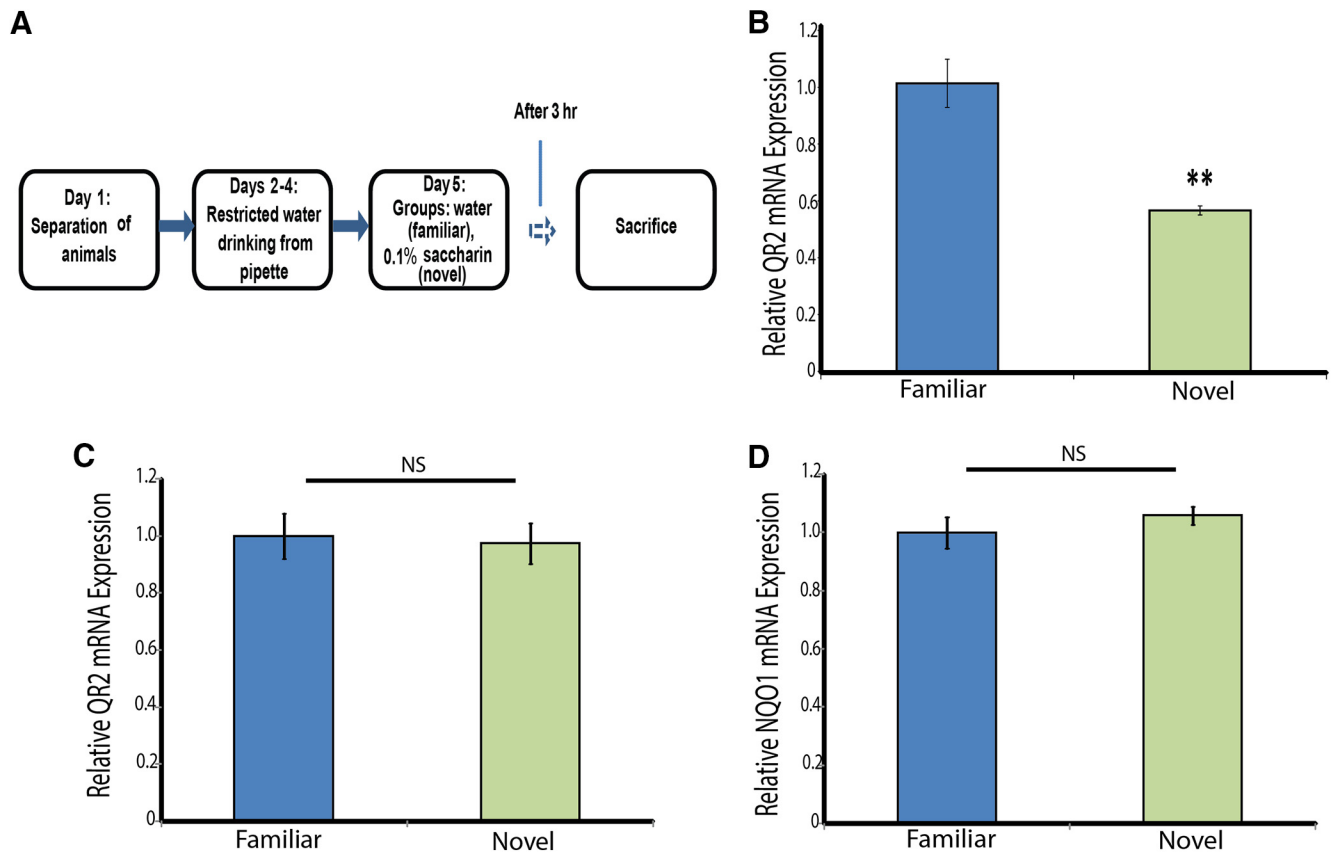 A
Day 1:
Separation of
animals
Days 2-4:
Restricted water
drinking from
pipette
Day 5:
Groups: water
(familiar),
0.1% saccharin
(novel)
After 3 hr
Sacrifice
B
Relative QR2 mRNA Expression
1.2
1.0
0.8
0.6
0.4
0.2
0
**
Familiar
Novel
C
Relative QR2 mRNA Expression
1.2
1.0
0.8
0.6
0.4
0.2
0
NS
Familiar
Novel
D
Relative NQO1 mRNA Expression
1.2
1.0
0.8
0.6
0.4
0.2
0
NS
Familiar
Novel